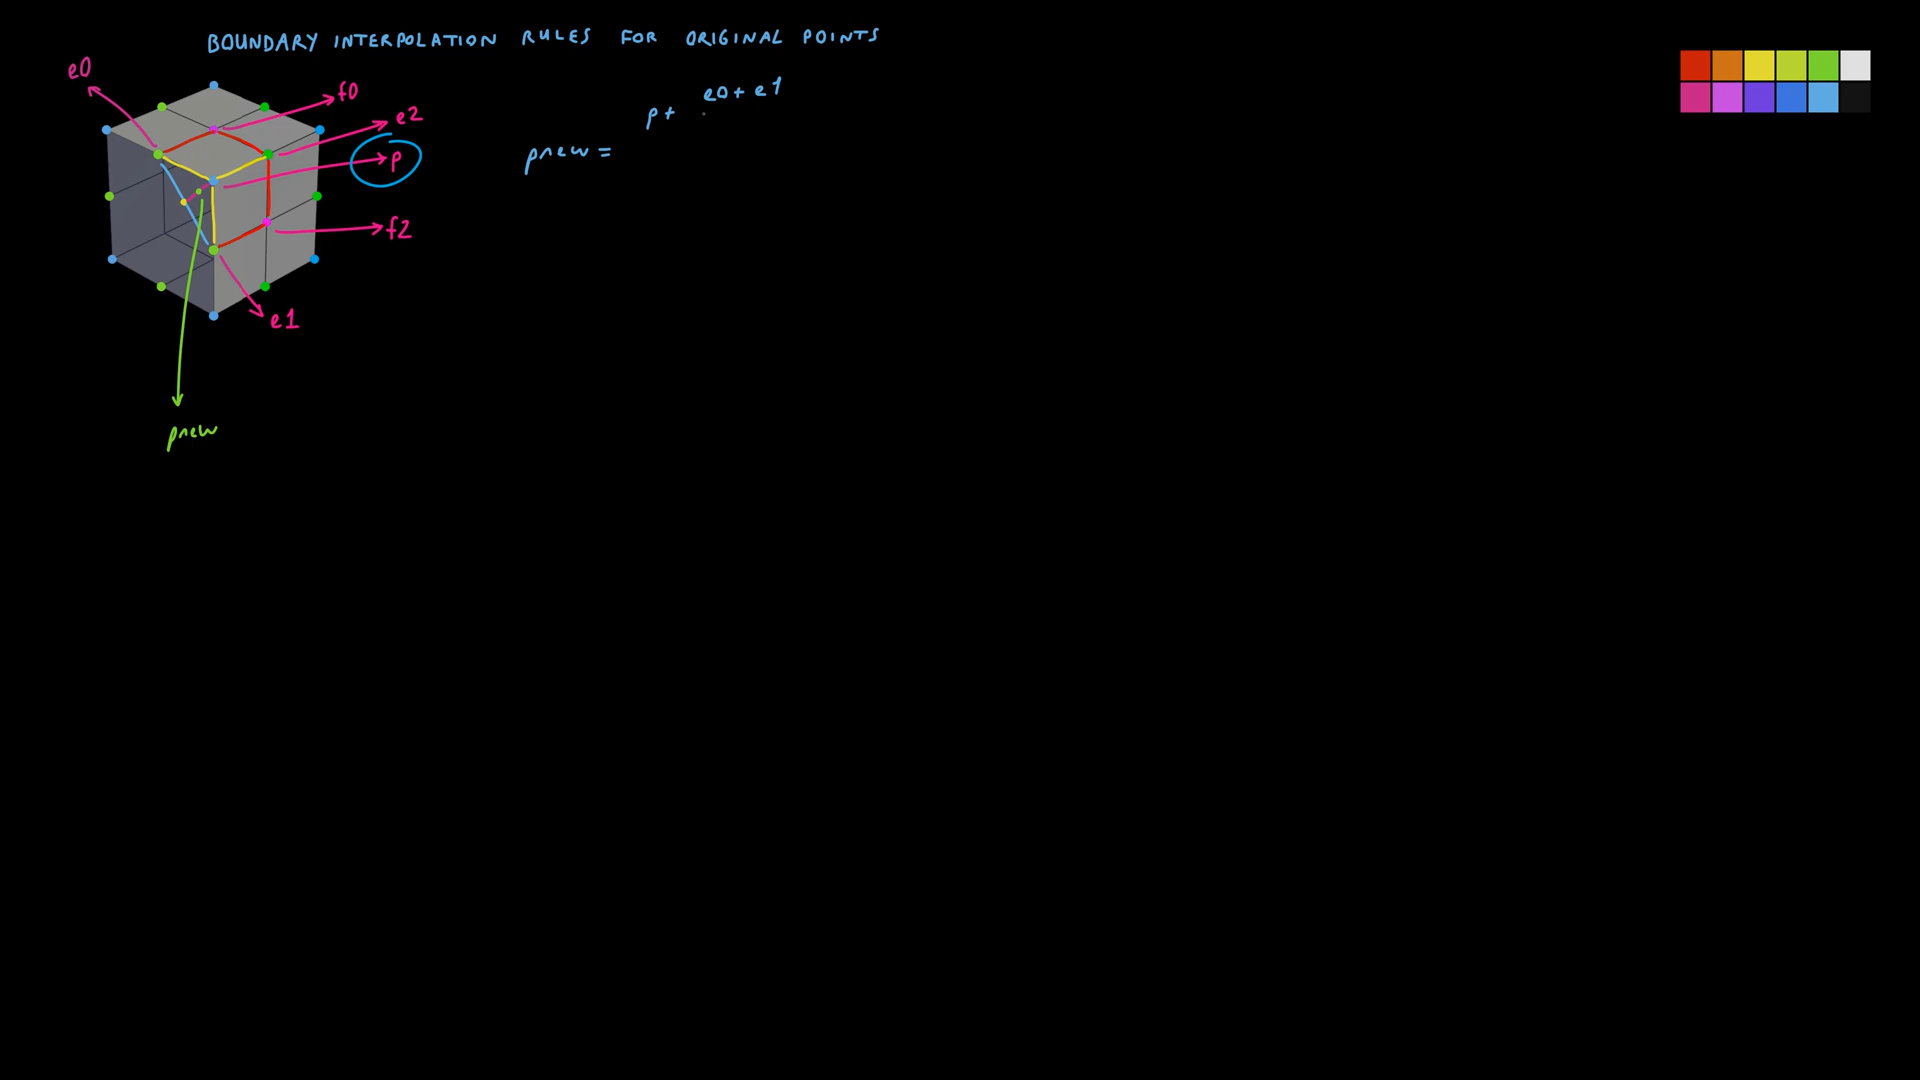 BOUNDARY INTERPOLATION RULES FOR ORIGINAL POINTS
e0
f0
e2
p
f2
e1
pnew
e0+ e1
p+
pnew =